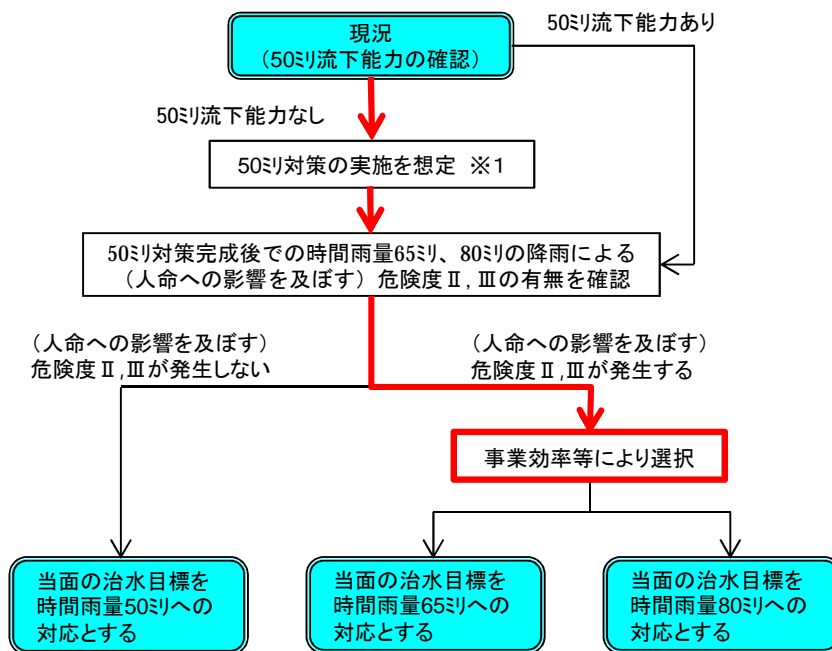 現況
（50ﾐﾘ流下能力の確認）
50ﾐﾘ流下能力あり
50ﾐﾘ流下能力なし
50ﾐﾘ対策の実施を想定 ※1
50ﾐﾘ対策完成後での時間雨量65ﾐﾘ、80ﾐﾘの降雨による
（人命への影響を及ぼす）危険度Ⅱ,Ⅲの有無を確認
（人命への影響を及ぼす）
危険度Ⅱ,Ⅲが発生しない
（人命への影響を及ぼす）
危険度Ⅱ,Ⅲが発生する
事業効率等により選択
当面の治水目標を
時間雨量50ﾐﾘへの
対応とする
当面の治水目標を
時間雨量65ﾐﾘへの
対応とする
当面の治水目標を
時間雨量80ﾐﾘへの
対応とする